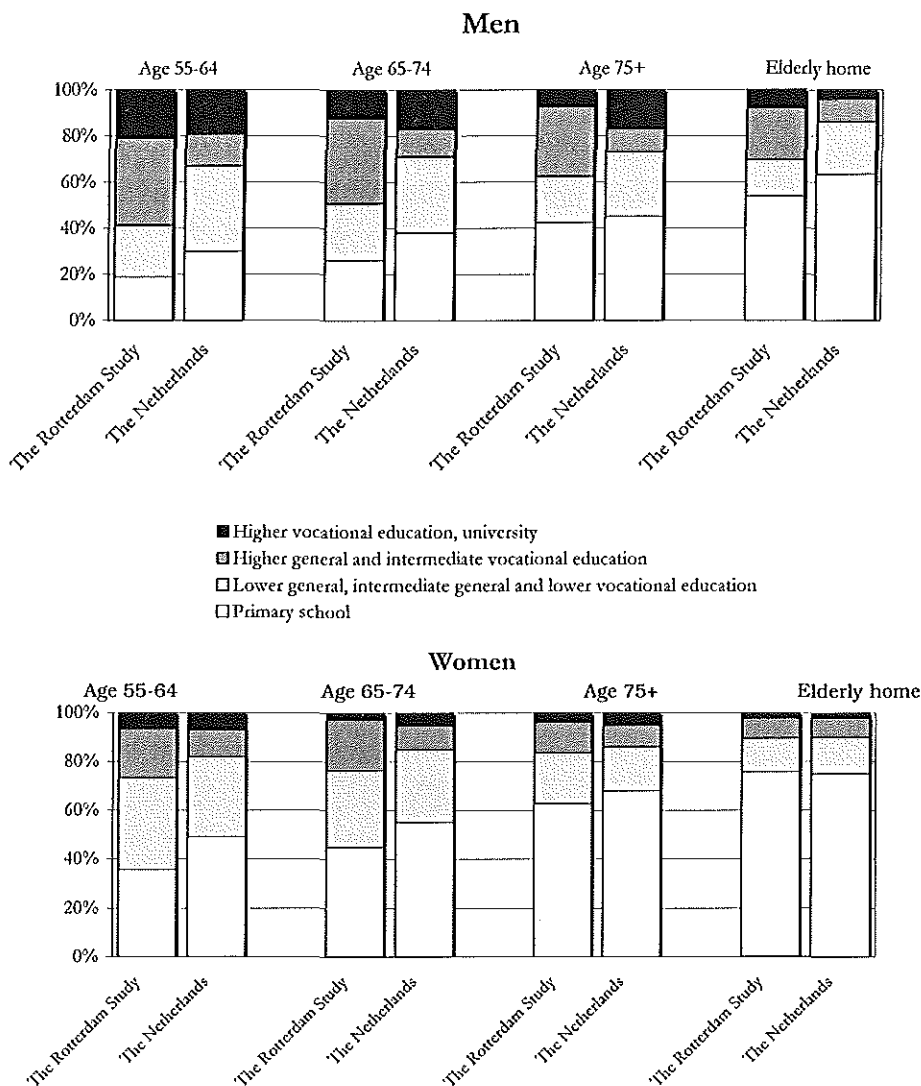 Men
Age 55-64 Age 65-74 Age 75+ Elderly home
100%
80%
60%
40%
20%
0%
The Rotterdam Study
The Netherlands
The Rotterdam Study
The Netherlands
The Rotterdam Study
The Netherlands
The Rotterdam Study
The Netherlands
Higher vocational education, university
Higher general and intermediate vocational education
Lower general, intermediate general and lower vocational education
Primary school
Women
Age 55-64 Age 65-74 Age 75+ Elderly home
100%
80%
60%
40%
20%
0%
The Rotterdam Study
The Netherlands
The Rotterdam Study
The Netherlands
The Rotterdam Study
The Netherlands
The Rotterdam Study
The Netherlands